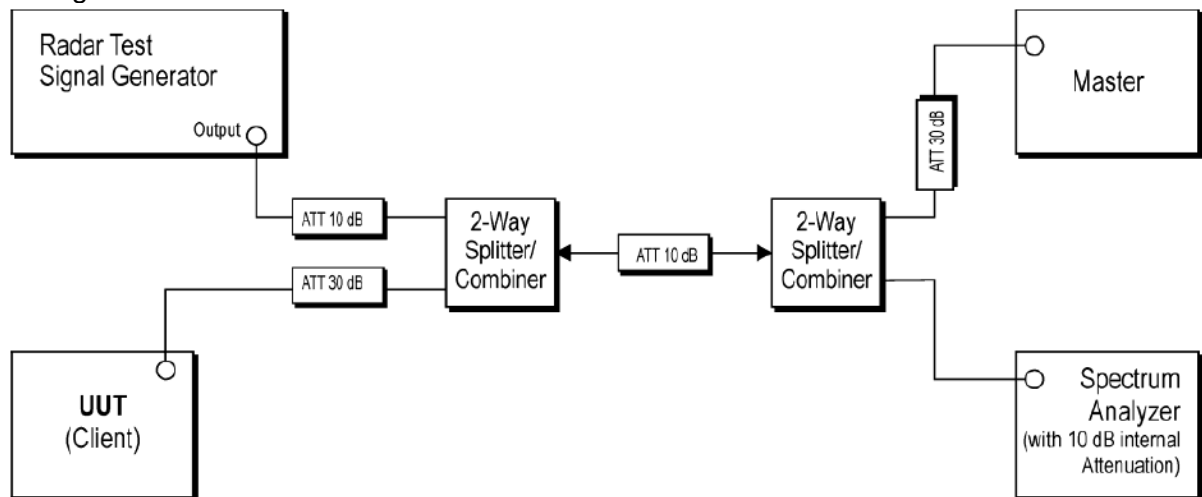 Radar Test
Signal Generator
Output
ATT 10 dB
ATT 30 dB
UUT
(Client)
2-Way
Splitter/
Combiner
ATT 10 dB
2-Way
Splitter/
Combiner
ATT 30 dB
Master
Spectrum
Analyzer
(with 10 dB internal
Attenuation)